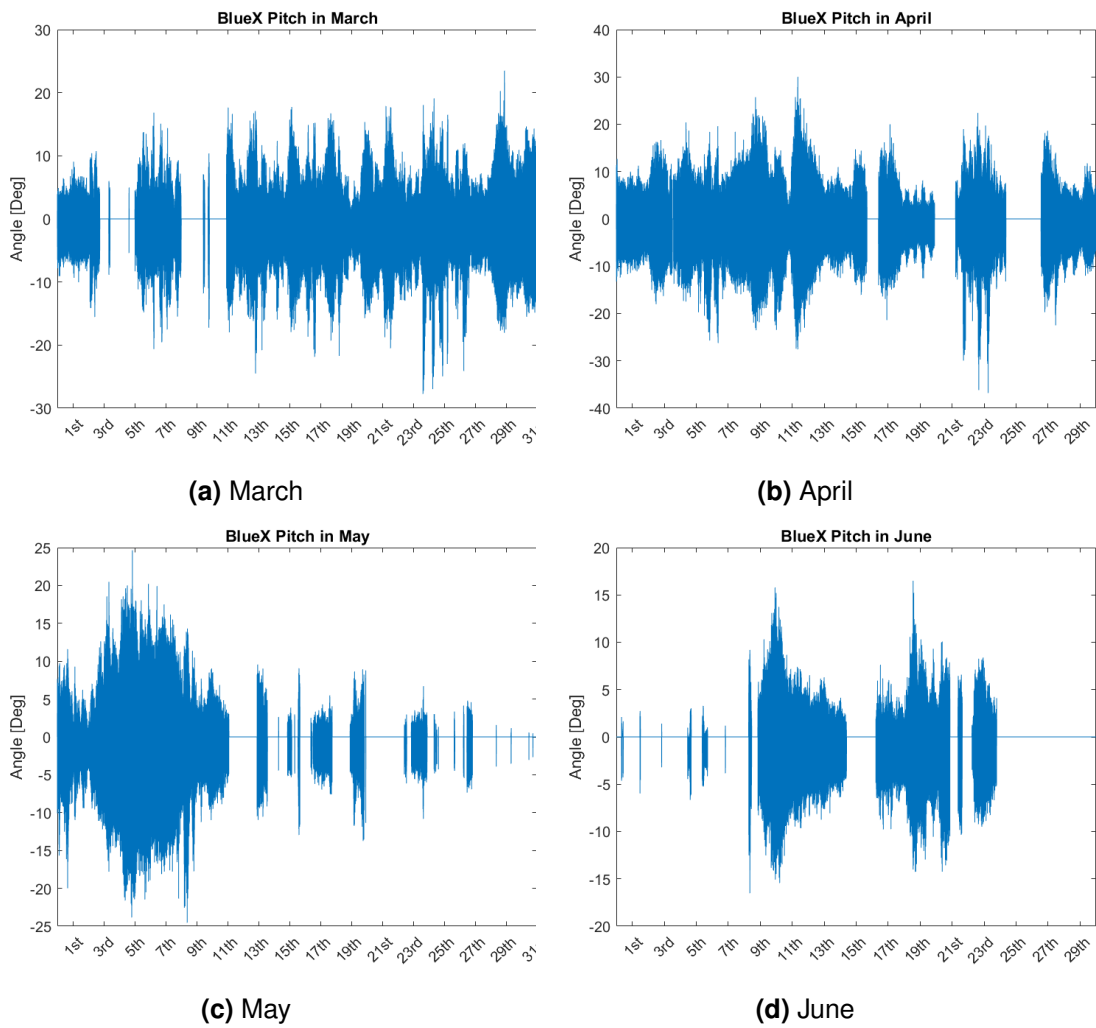 BlueX Pitch in March
30
20
10
0
-10
-20
-30
Angle [Deg]
1st 3rd 5th 7th 9th 11th 13th 15th 17th 19th 21st 23rd 25th 27th 29th 31
(a) March
BlueX Pitch in April
40
30
20
10
0
-10
-20
-30
-40
Angle [Deg]
1st 3rd 5th 7th 9th 11th 13th 15th 17th 19th 21st 23rd 25th 27th 29th
(b) April
BlueX Pitch in May
25
20
15
10
5
0
-5
-10
-15
-20
-25
Angle [Deg]
1st 3rd 5th 7th 9th 11th 13th 15th 17th 19th 21st 23rd 25th 27th 29th 31
(c) May
BlueX Pitch in June
20
15
10
5
0
-5
-10
-15
-20
Angle [Deg]
1st 3rd 5th 7th 9th 11th 13th 15th 17th 19th 21st 23rd 25th 27th 29th
(d) June